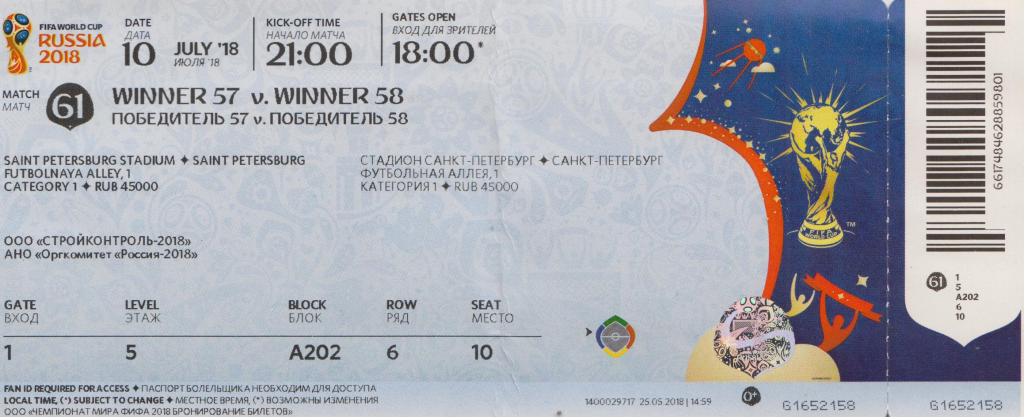 FIFA WORLD CUP
RUSSIA
2018
DATE
ДАТА
10 JULY '18
ИЮЛЯ '18
KICK-OFF TIME
НАЧАЛО МАТЧА
21:00
GATES OPEN
ВХОД ДЛЯ ЗРИТЕЛЕЙ
18:00*
MATCH
МАТЧ
61
WINNER 57 v. WINNER 58
ПОБЕДИТЕЛЬ 57 v. ПОБЕДИТЕЛЬ 58
SAINT PETERSBURG STADIUM ✦ SAINT PETERSBURG
FUTBOLNAYA ALLEY, 1
CATEGORY 1 ✦ RUB 45000
СТАДИОН САНКТ-ПЕТЕРБУРГ ✦ САНКТ-ПЕТЕРБУРГ
ФУТБОЛЬНАЯ АЛЛЕЯ, 1
КАТЕГОРИЯ 1 ✦ RUB 45000
ООО «СТРОЙКОНТРОЛЬ-2018»
АНО «Оргкомитет «Россия-2018»
GATE LEVEL BLOCK ROW SEAT
ВХОД ЭТАЖ БЛОК РЯД МЕСТО
1 5 A202 6 10
FAN ID REQUIRED FOR ACCESS ✦ ПАСПОРТ БОЛЕЛЬЩИКА НЕОБХОДИМ ДЛЯ ДОСТУПА
LOCAL TIME, (*) SUBJECT TO CHANGE ✦ МЕСТНОЕ ВРЕМЯ, (*) ВОЗМОЖНЫ ИЗМЕНЕНИЯ
ООО «ЧЕМПИОНАТ МИРА ФИФА 2018 БРОНИРОВАНИЕ БИЛЕТОВ»
1400029717 25.05.2018 | 14:59
0+
G1652158
TM
6617484628859801
61
1
5
A202
6
10
G1652158